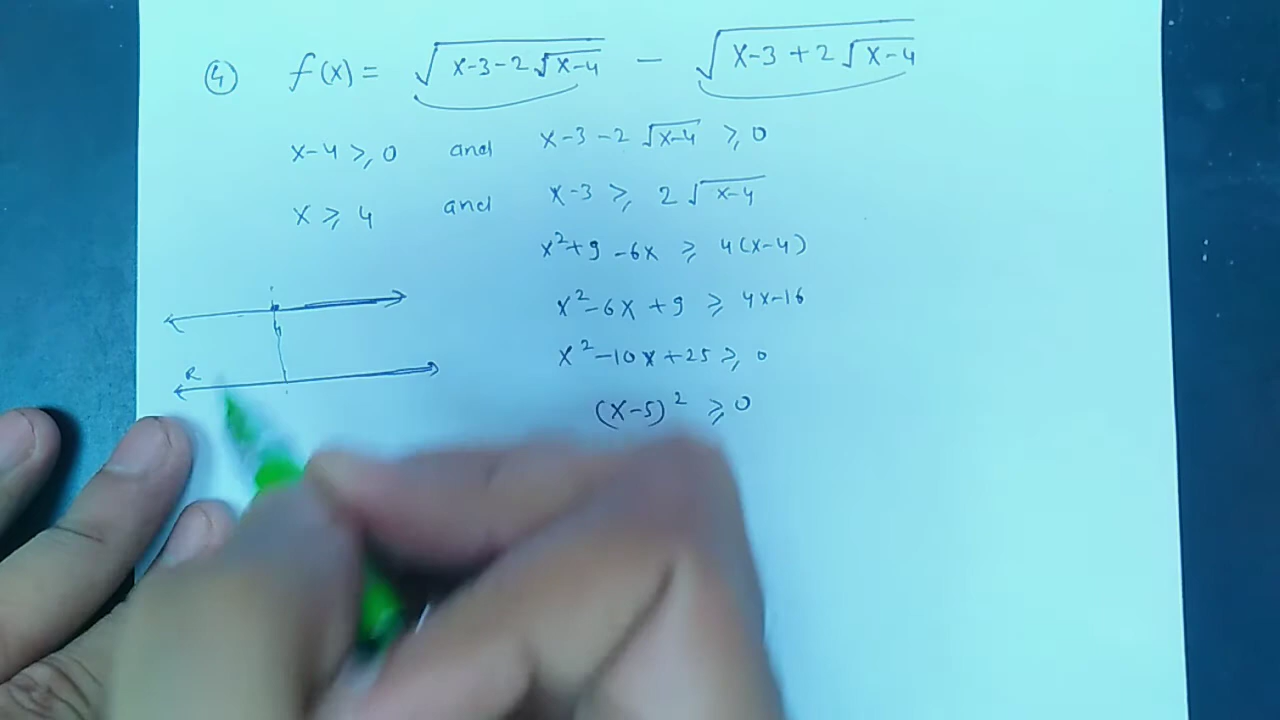 ④ f(x) = √(x-3-2√(x-4)) - √(x-3+2√(x-4))
x-4 ⩾ 0 and x-3-2√(x-4) ⩾ 0
x ⩾ 4 and x-3 ⩾ 2√(x-4)
x²+9-6x ⩾ 4(x-4)
x²-6x+9 ⩾ 4x-16
x²-10x+25 ⩾ 0
R
(x-5)² ⩾ 0